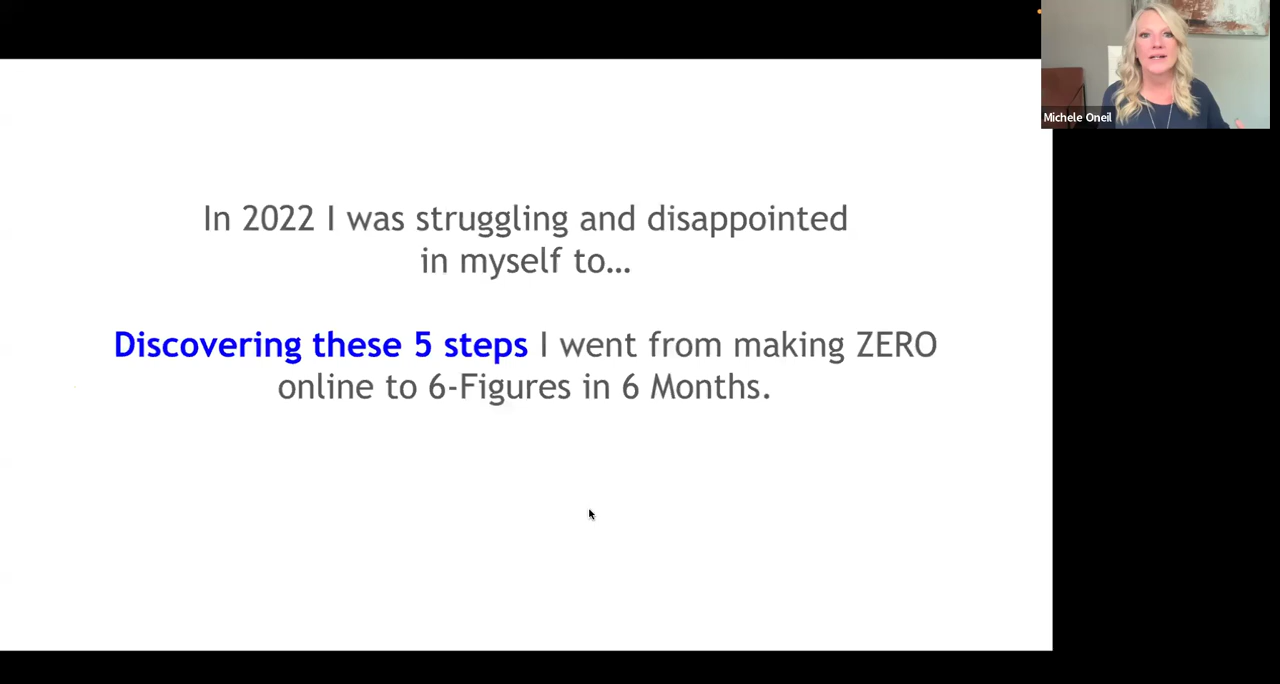 Michele Oneil
In 2022 I was struggling and disappointed
in myself to…
Discovering these 5 steps I went from making ZERO
online to 6-Figures in 6 Months.